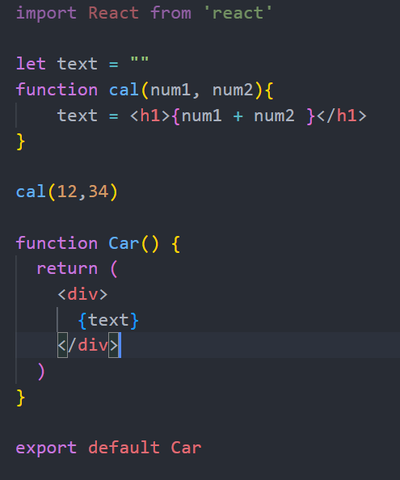 import React from 'react'
let text = ""
function cal(num1, num2){
text = <h1>{num1 + num2 }</h1>
}
cal(12,34)
function Car() {
return (
<div>
{text}
</div>
)
}
export default Car